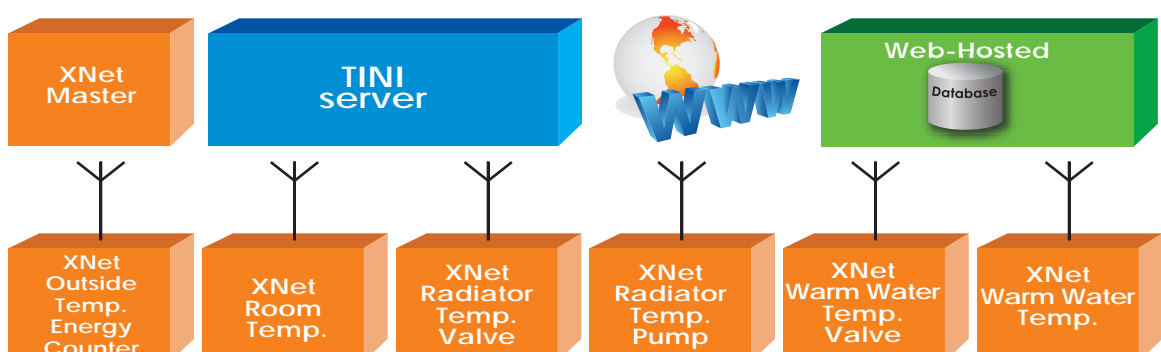 XNet
Master
TINI
server
WWW
Web-Hosted
Database
XNet
Outside
Temp.
Energy
Counter
XNet
Room
Temp.
XNet
Radiator
Temp.
Valve
XNet
Radiator
Temp.
Pump
XNet
Warm Water
Temp.
Valve
XNet
Warm Water
Temp.